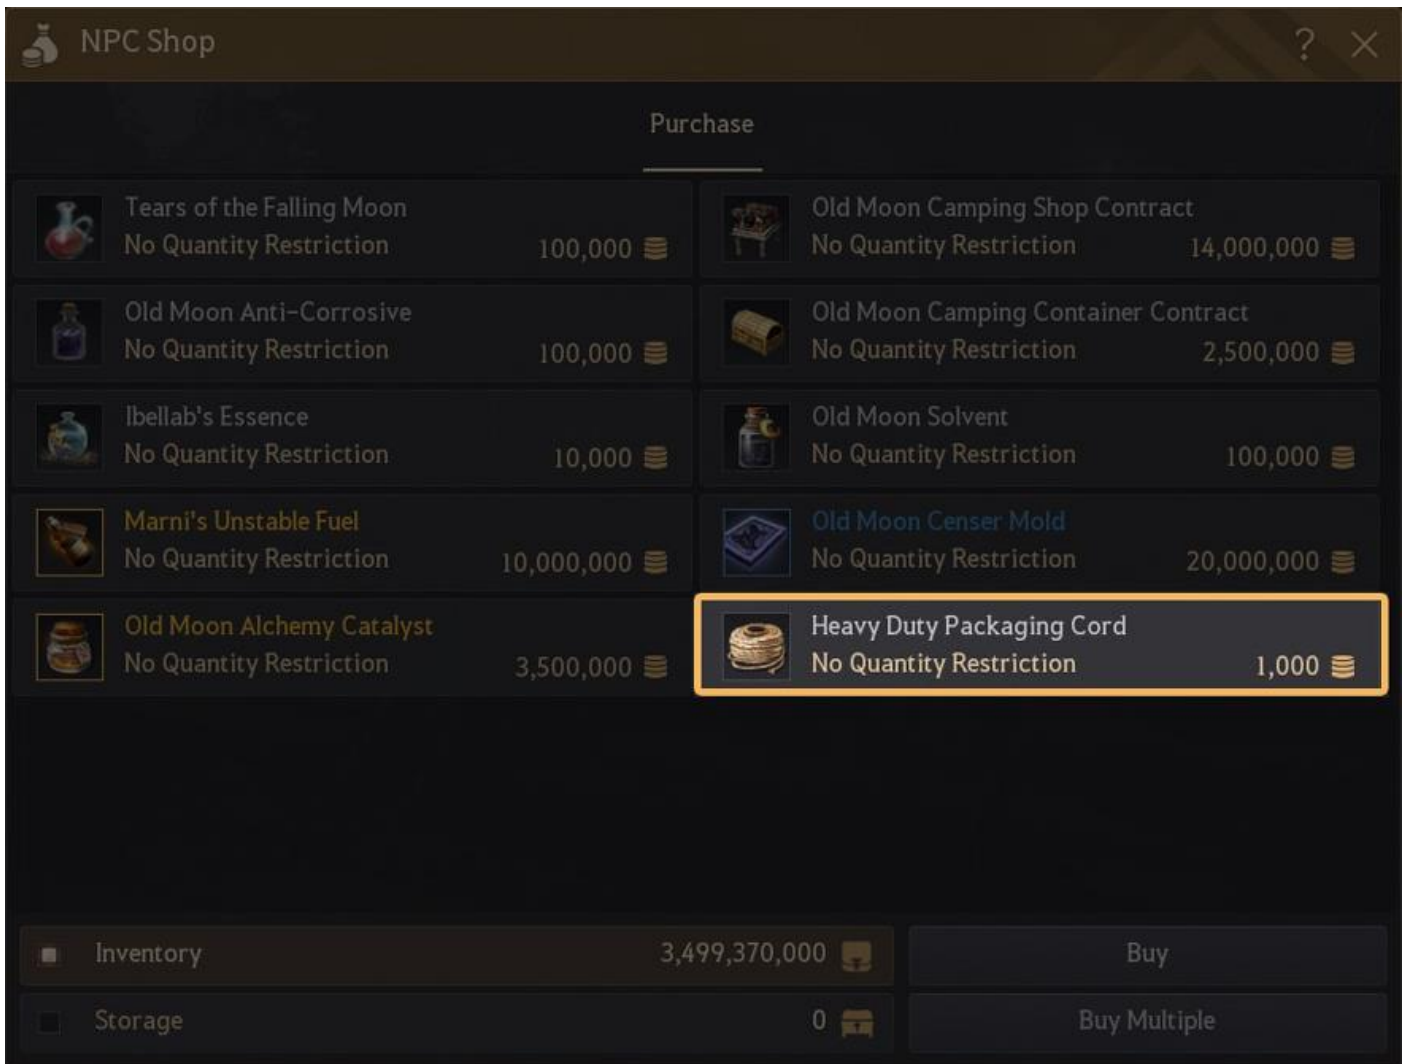 NPC Shop
?
Purchase
Tears of the Falling Moon
No Quantity Restriction 100,000
Old Moon Camping Shop Contract
No Quantity Restriction 14,000,000
Old Moon Anti-Corrosive
No Quantity Restriction 100,000
Old Moon Camping Container Contract
No Quantity Restriction 2,500,000
Ibellab's Essence
No Quantity Restriction 10,000
Old Moon Solvent
No Quantity Restriction 100,000
Marni's Unstable Fuel
No Quantity Restriction 10,000,000
Old Moon Censer Mold
No Quantity Restriction 20,000,000
Old Moon Alchemy Catalyst
No Quantity Restriction 3,500,000
Heavy Duty Packaging Cord
No Quantity Restriction 1,000
Inventory 3,499,370,000
Buy
Storage 0
Buy Multiple